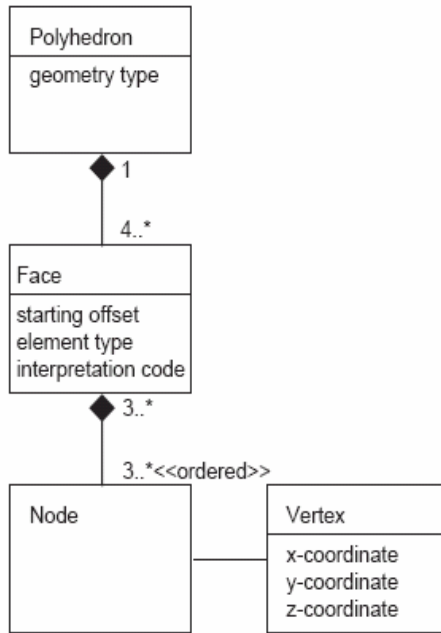 Polyhedron
geometry type
1
4..*
Face
starting offset
element type
interpretation code
3..*
3..*<<ordered>>
Node
Vertex
x-coordinate
y-coordinate
z-coordinate